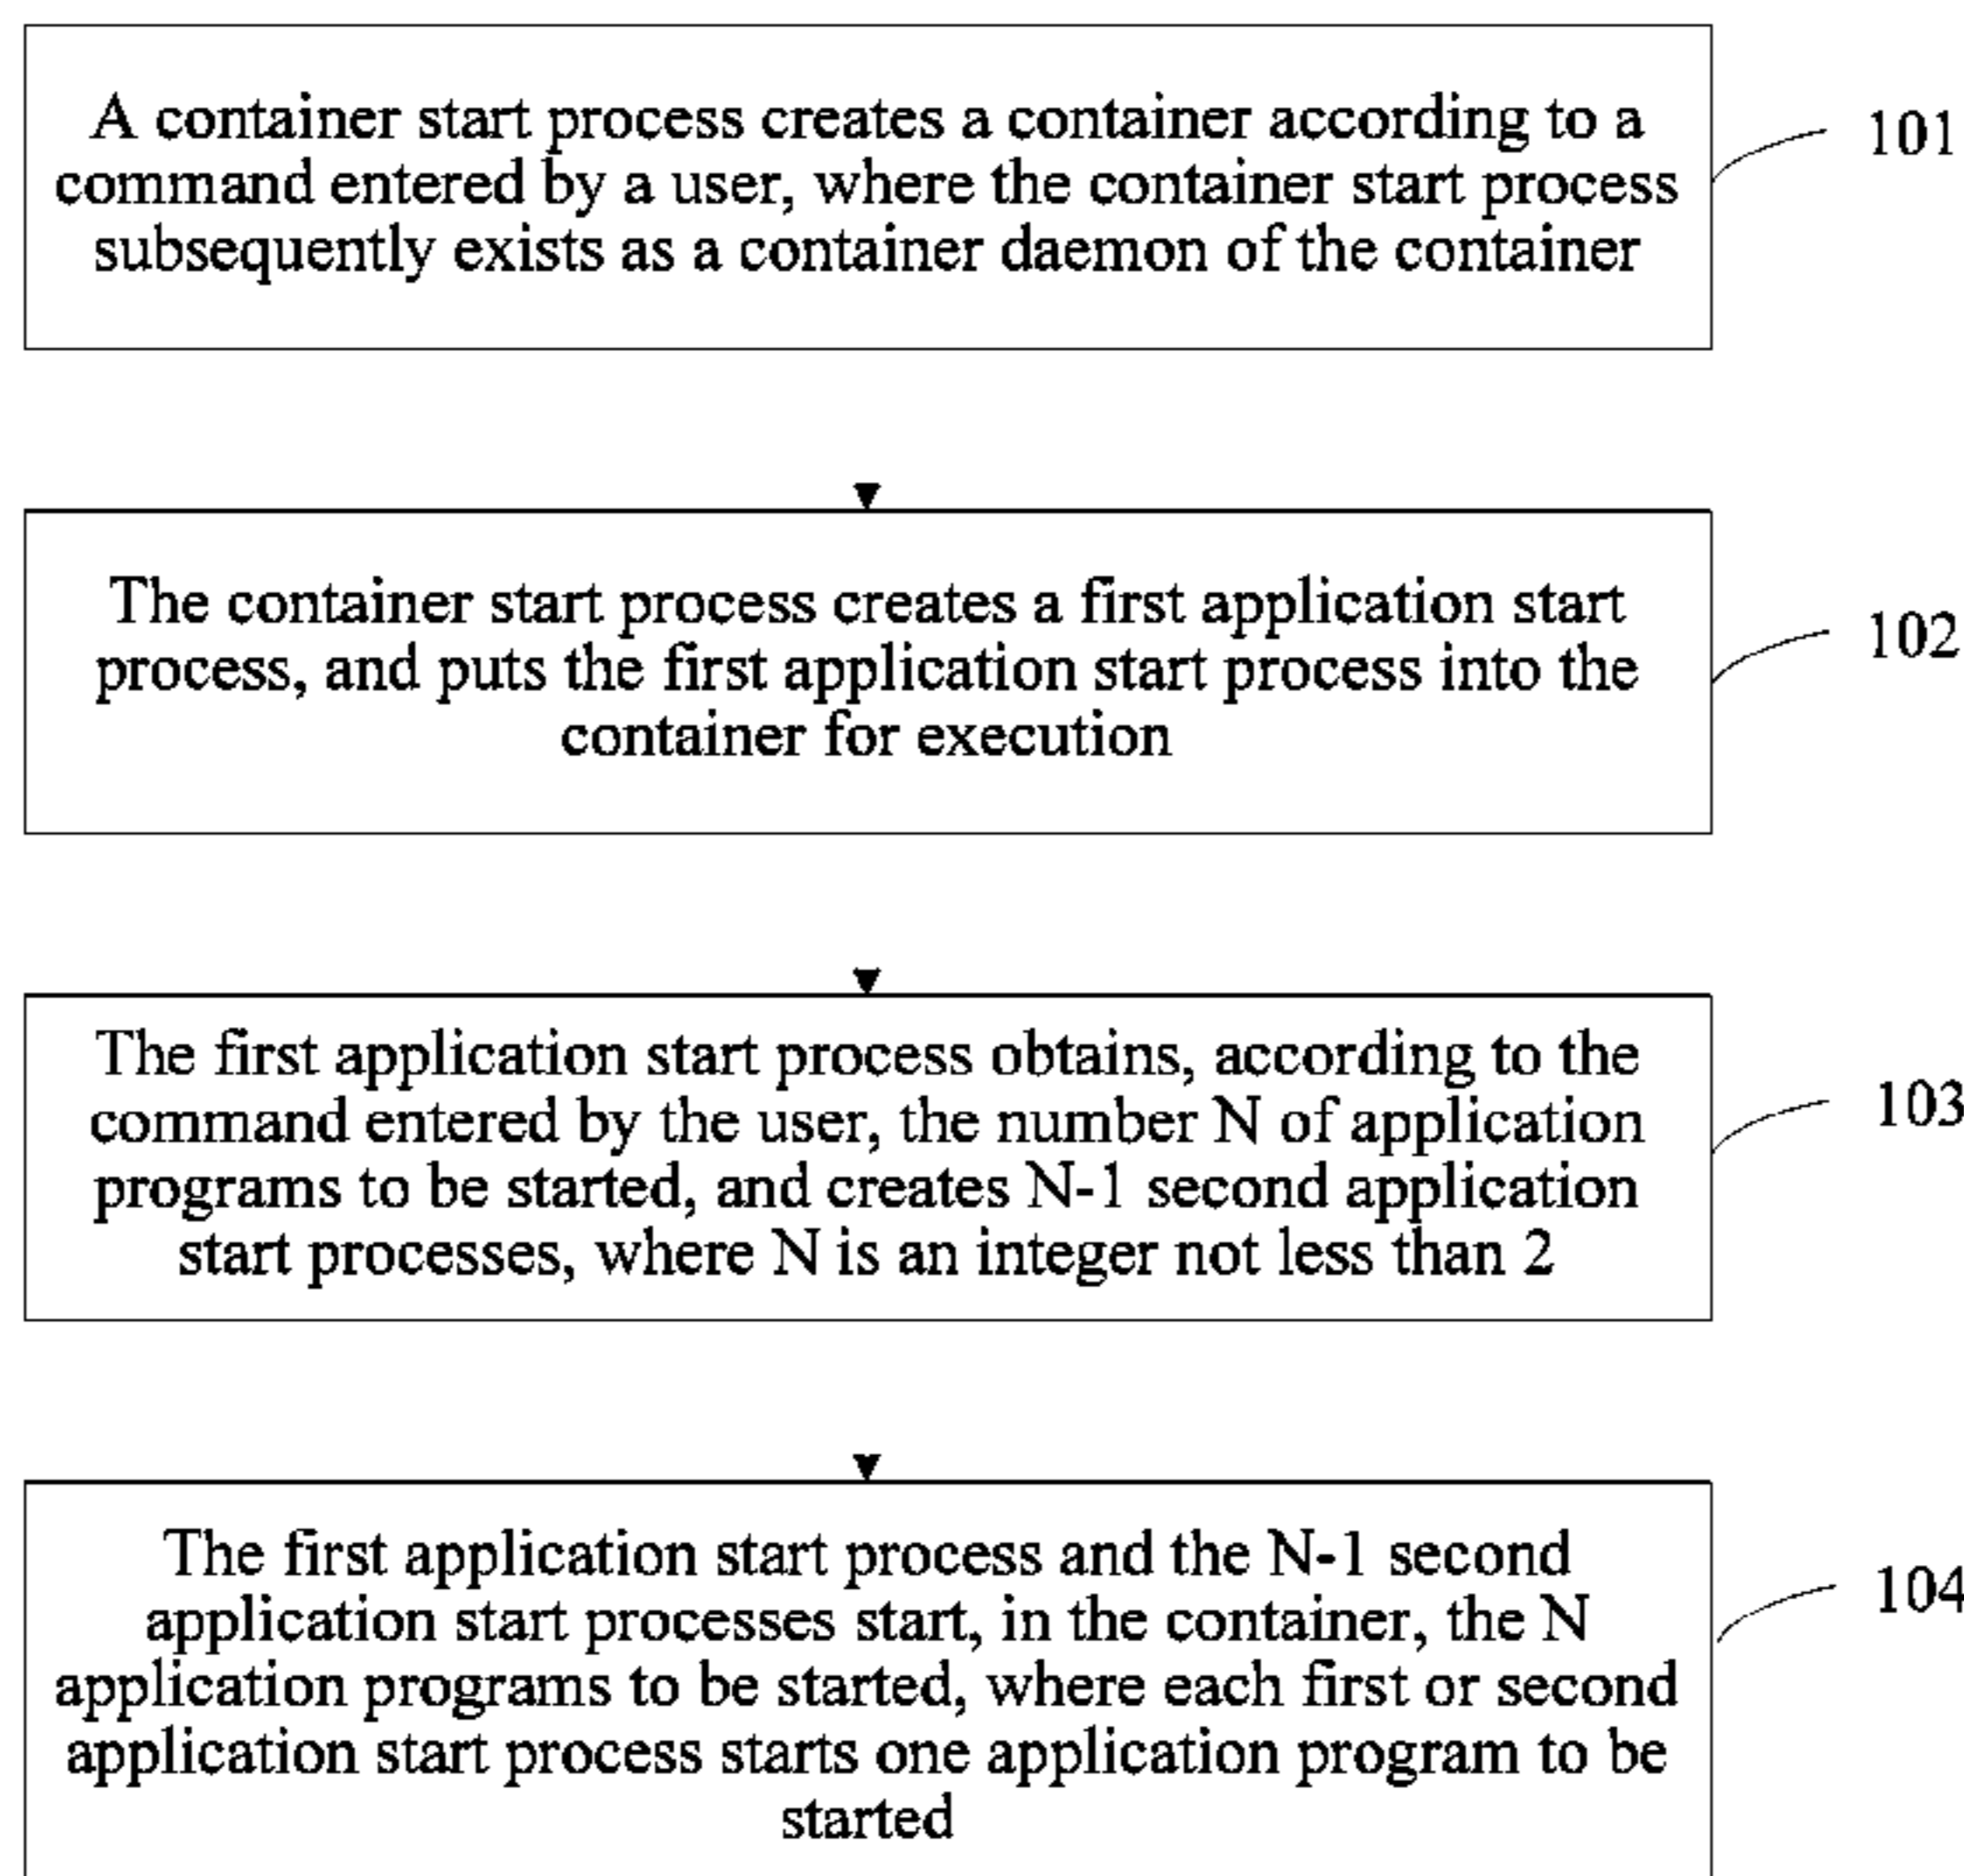 A container start process creates a container according to a
command entered by a user, where the container start process
subsequently exists as a container daemon of the container
101
The container start process creates a first application start
process, and puts the first application start process into the
container for execution
102
The first application start process obtains, according to the
command entered by the user, the number N of application
programs to be started, and creates N-1 second application
start processes, where N is an integer not less than 2
103
The first application start process and the N-1 second
application start processes start, in the container, the N
application programs to be started, where each first or second
application start process starts one application program to be
started
104